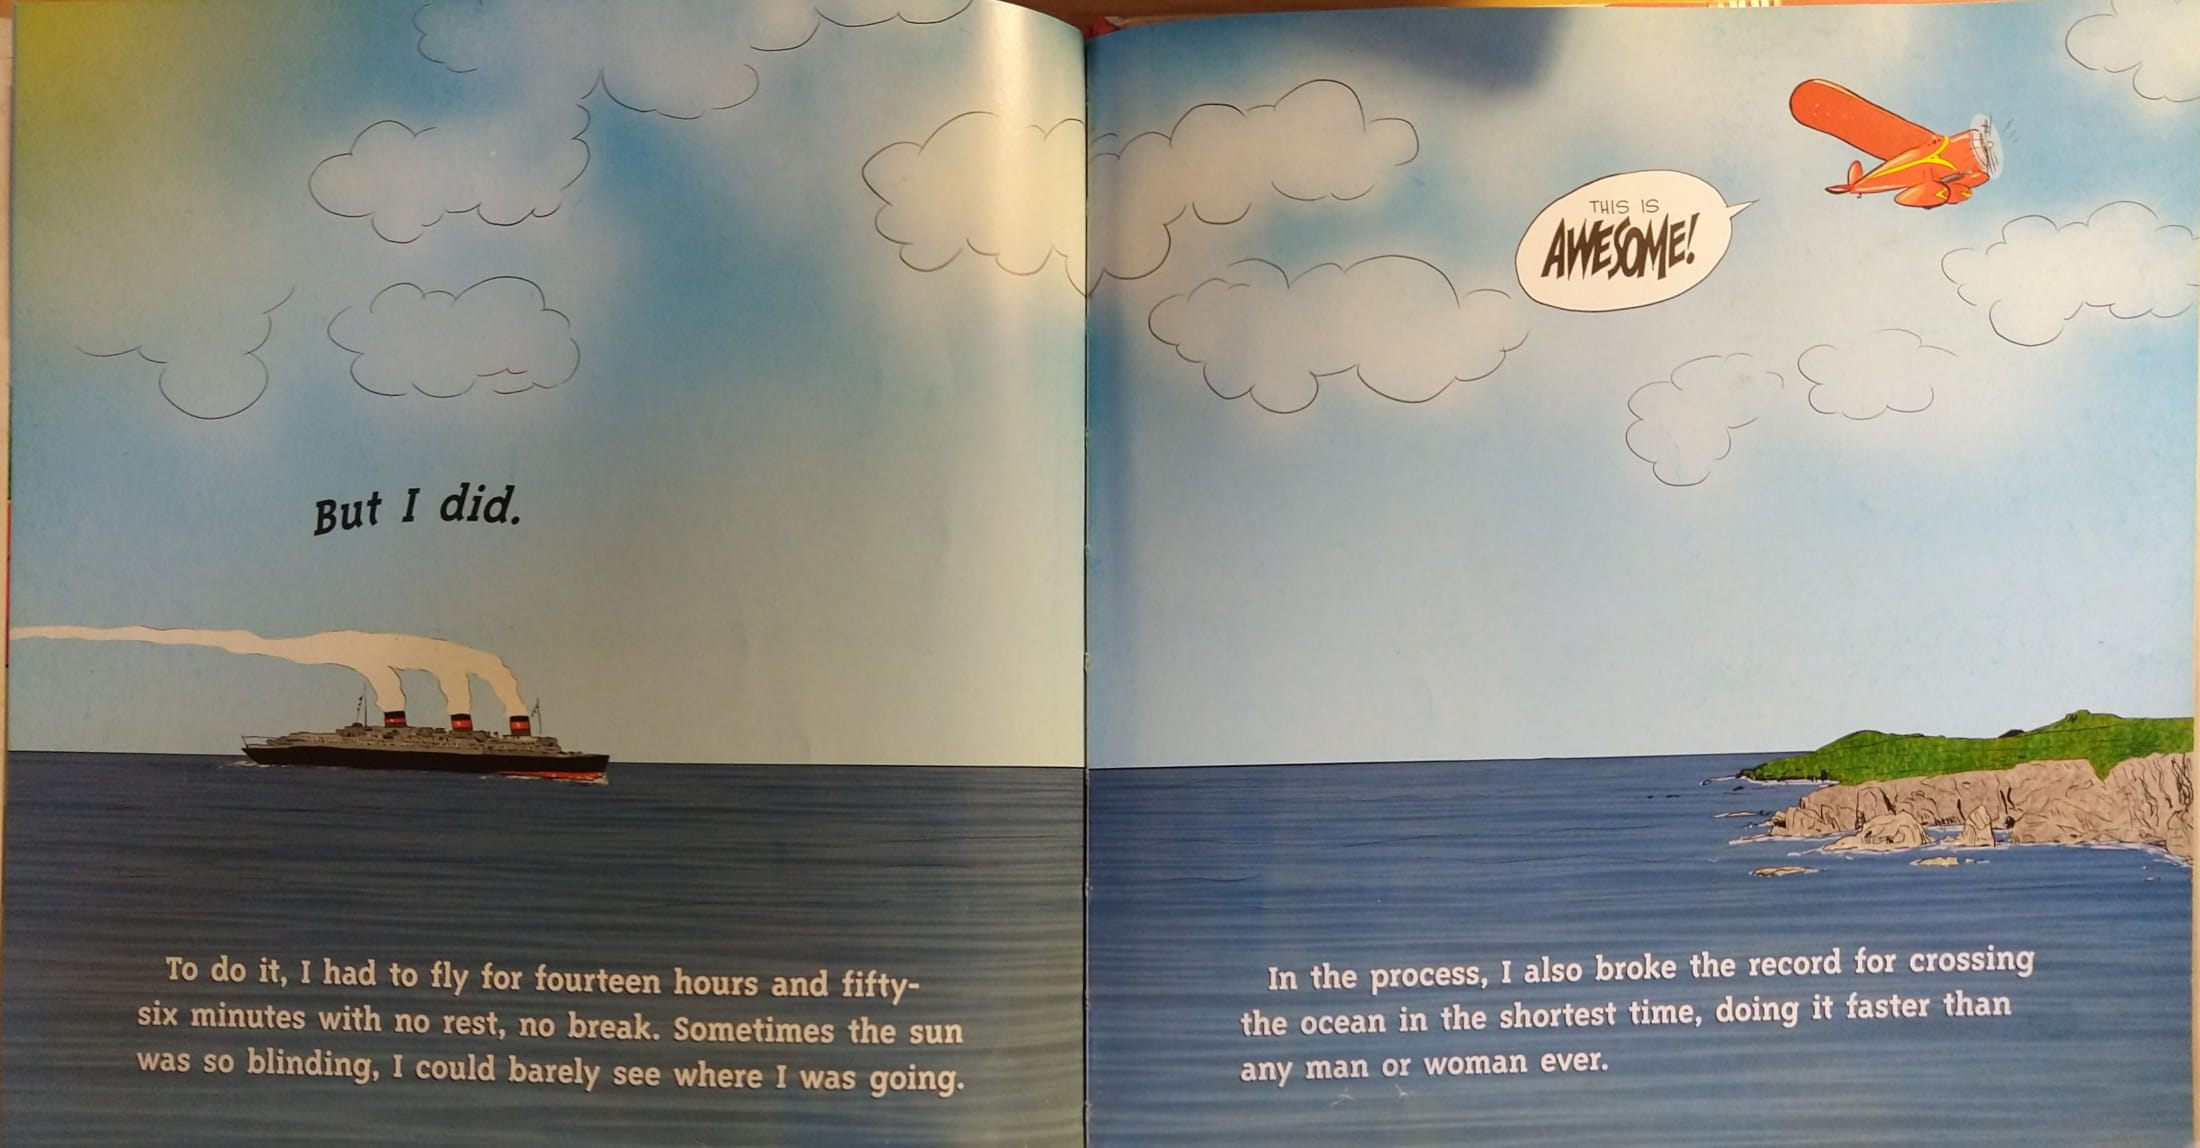 But I did.
To do it, I had to fly for fourteen hours and fifty-
six minutes with no rest, no break. Sometimes the sun
was so blinding, I could barely see where I was going.
THIS IS
AWESOME!
In the process, I also broke the record for crossing
the ocean in the shortest time, doing it faster than
any man or woman ever.